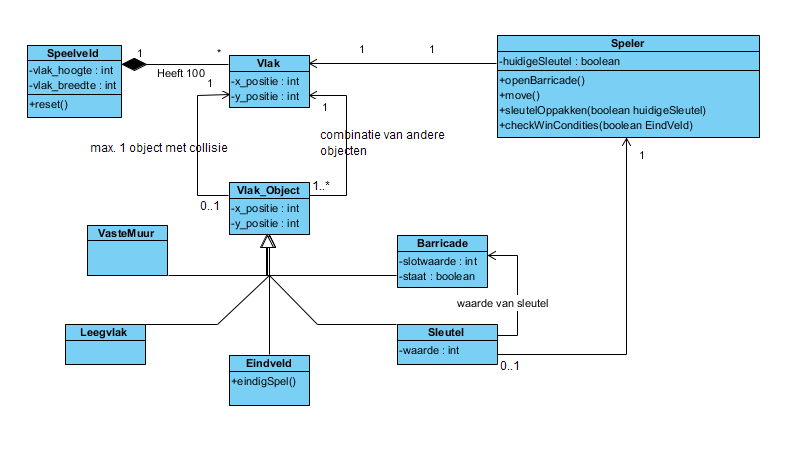 Speelveld
-vlak_hoogte : int
-vlak_breedte : int
+reset()
1
*
Heeft 100
Vlak
-x_positie : int
-y_positie : int
1
1
Speler
-huidigeSleutel : boolean
+openBarricade()
+move()
+sleutelOppakken(boolean huidigeSleutel)
+checkWinCondities(boolean EindVeld)
1
1
max. 1 object met collisie
combinatie van andere
objecten
1
0..1
1..*
Vlak_Object
-x_positie : int
-y_positie : int
VasteMuur
Barricade
-slotwaarde : int
-staat : boolean
waarde van sleutel
Leegvlak
Sleutel
-waarde : int
0..1
Eindveld
+eindigSpel()